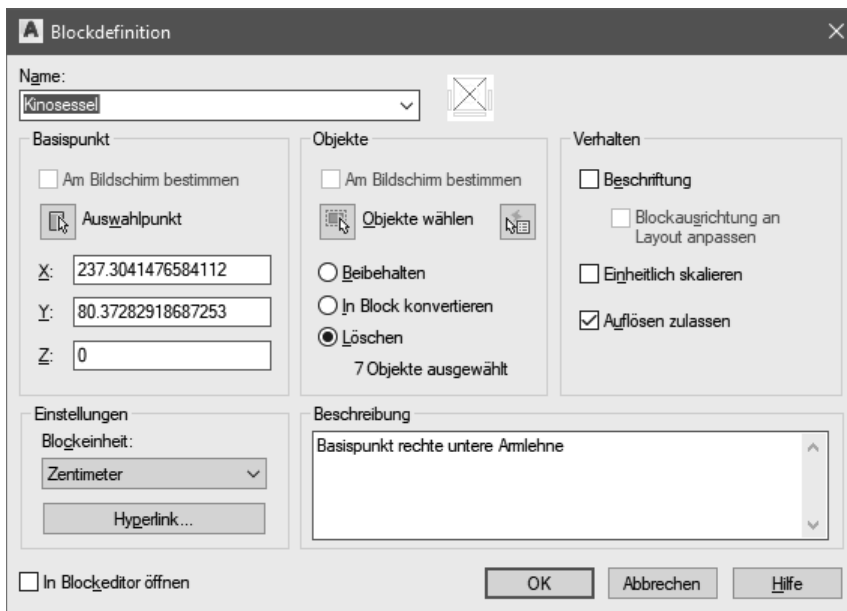 A Blockdefinition
Name:
Kinosessel
Basispunkt
Am Bildschirm bestimmen
Auswahlpunkt
X: 237.3041476584112
Y: 80.37282918687253
Z: 0
Objekte
Am Bildschirm bestimmen
Objekte wählen
Beibehalten
In Block konvertieren
Löschen
7 Objekte ausgewählt
Verhalten
Beschriftung
Blockausrichtung an
Layout anpassen
Einheitlich skalieren
Auflösen zulassen
Einstellungen
Blockeinheit:
Zentimeter
Hyperlink...
Beschreibung
Basispunkt rechte untere Armlehne
In Blockeditor öffnen
OK
Abbrechen
Hilfe